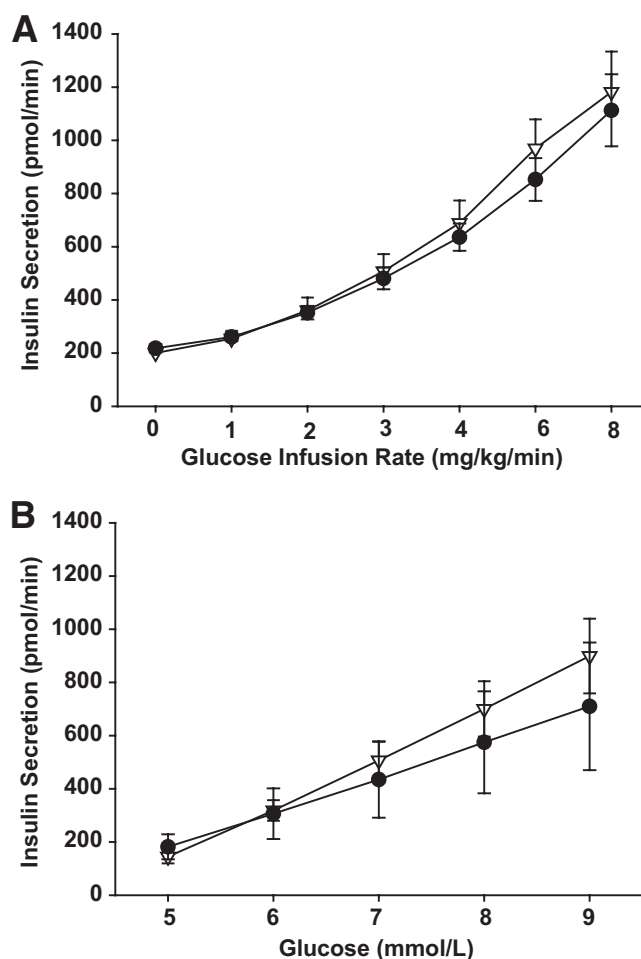 A
1400
1200
1000
800
600
400
200
0
Insulin Secretion (pmol/min)
0 1 2 3 4 6 8
Glucose Infusion Rate (mg/kg/min)
B
1400
1200
1000
800
600
400
200
0
Insulin Secretion (pmol/min)
5 6 7 8 9
Glucose (mmol/L)